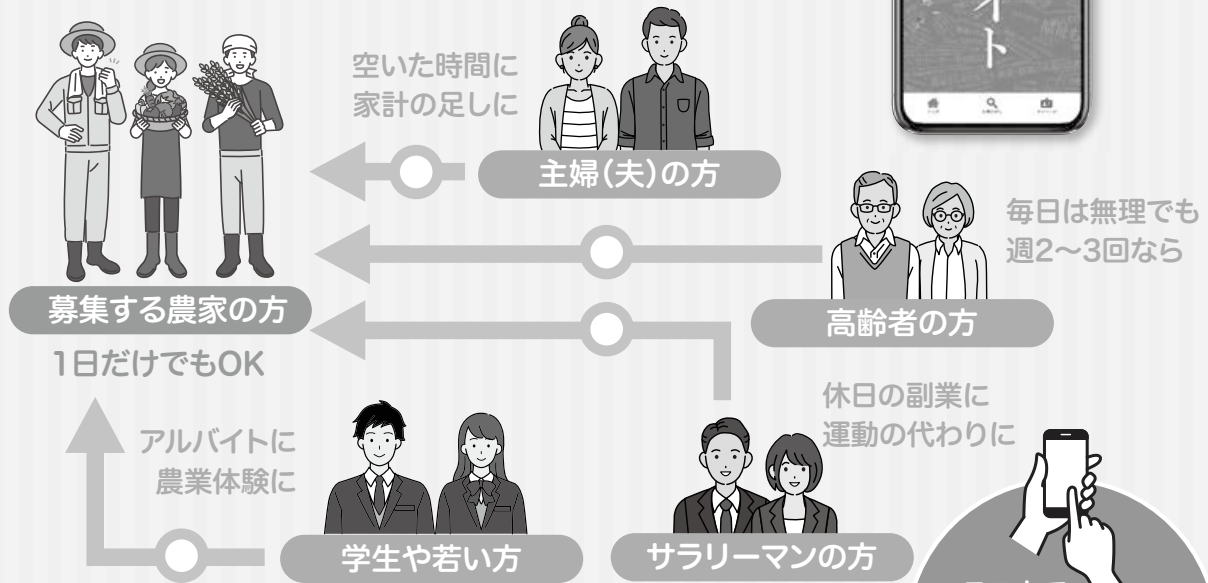 イト
空いた時間に
家計の足しに
主婦(夫)の方
毎日は無理でも
週2〜3回なら
高齢者の方
募集する農家の方
1日だけでもOK
休日の副業に
運動の代わりに
アルバイトに
農業体験に
学生や若い方
サラリーマンの方